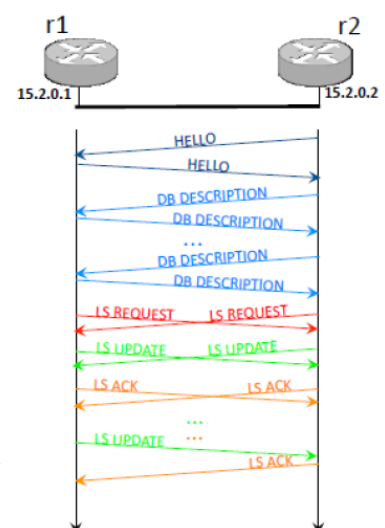 r1 r2
15.2.0.1 15.2.0.2
HELLO
HELLO
DB DESCRIPTION
DB DESCRIPTION
...
DB DESCRIPTION
DB DESCRIPTION
LS REQUEST LS REQUEST
LS UPDATE LS UPDATE
LS ACK LS ACK
...
...
LS UPDATE
LS ACK